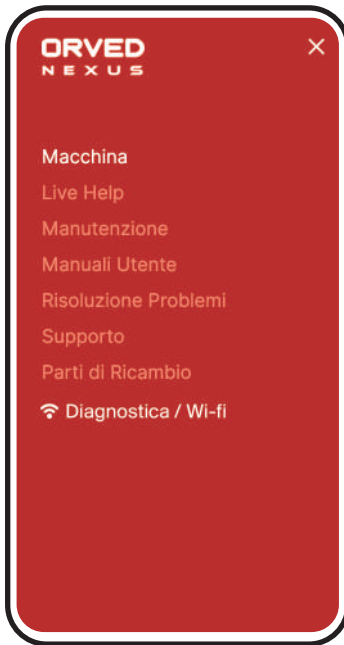 ORVED
NEXUS
Macchina
Live Help
Manutenzione
Manuali Utente
Risoluzione Problemi
Supporto
Parti di Ricambio
Diagnostica / Wi-fi